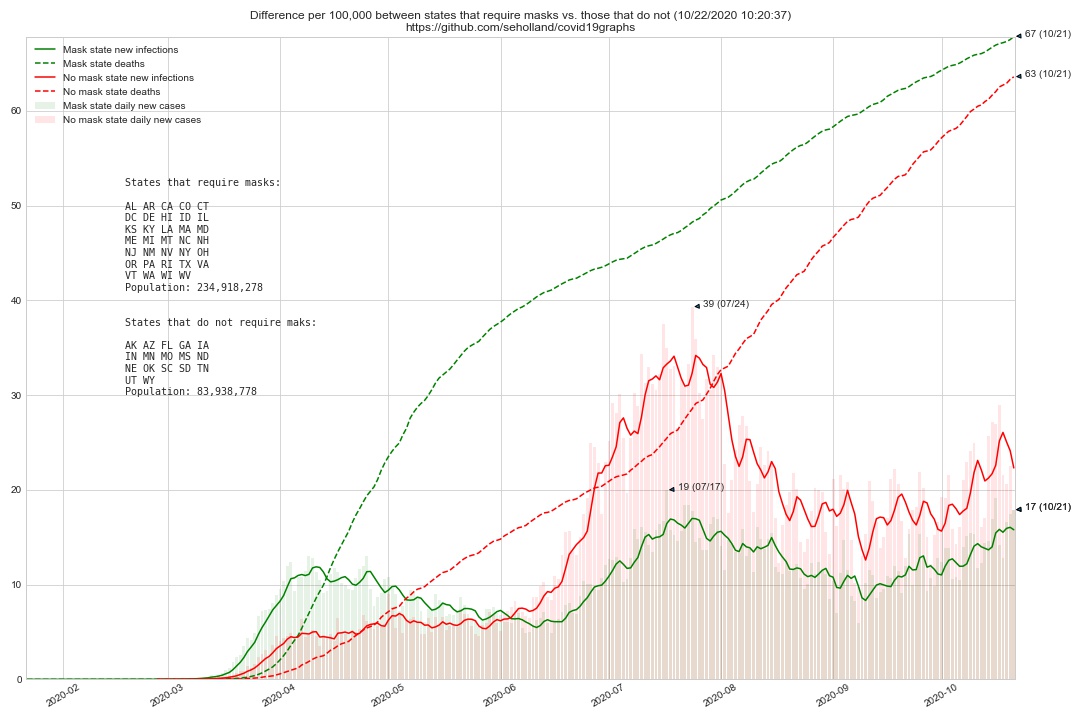 Difference per 100,000 between states that require masks vs. those that do not (10/22/2020 10:20:37)
https://github.com/seholland/covid19graphs
Mask state new infections
Mask state deaths
No mask state new infections
No mask state deaths
Mask state daily new cases
No mask state daily new cases
67 (10/21)
63 (10/21)
60
50
40
30
20
10
0
States that require masks:
AL AR CA CO CT
DC DE HI ID IL
KS KY LA MA MD
ME MI MT NC NH
NJ NM NV NY OH
OR PA RI TX VA
VT WA WI WV
Population: 234,918,278
States that do not require maks:
AK AZ FL GA IA
IN MN MO MS ND
NE OK SC SD TN
UT WY
Population: 83,938,778
39 (07/24)
19 (07/17)
17 (10/21)
2020-02
2020-03
2020-04
2020-05
2020-06
2020-07
2020-08
2020-09
2020-10